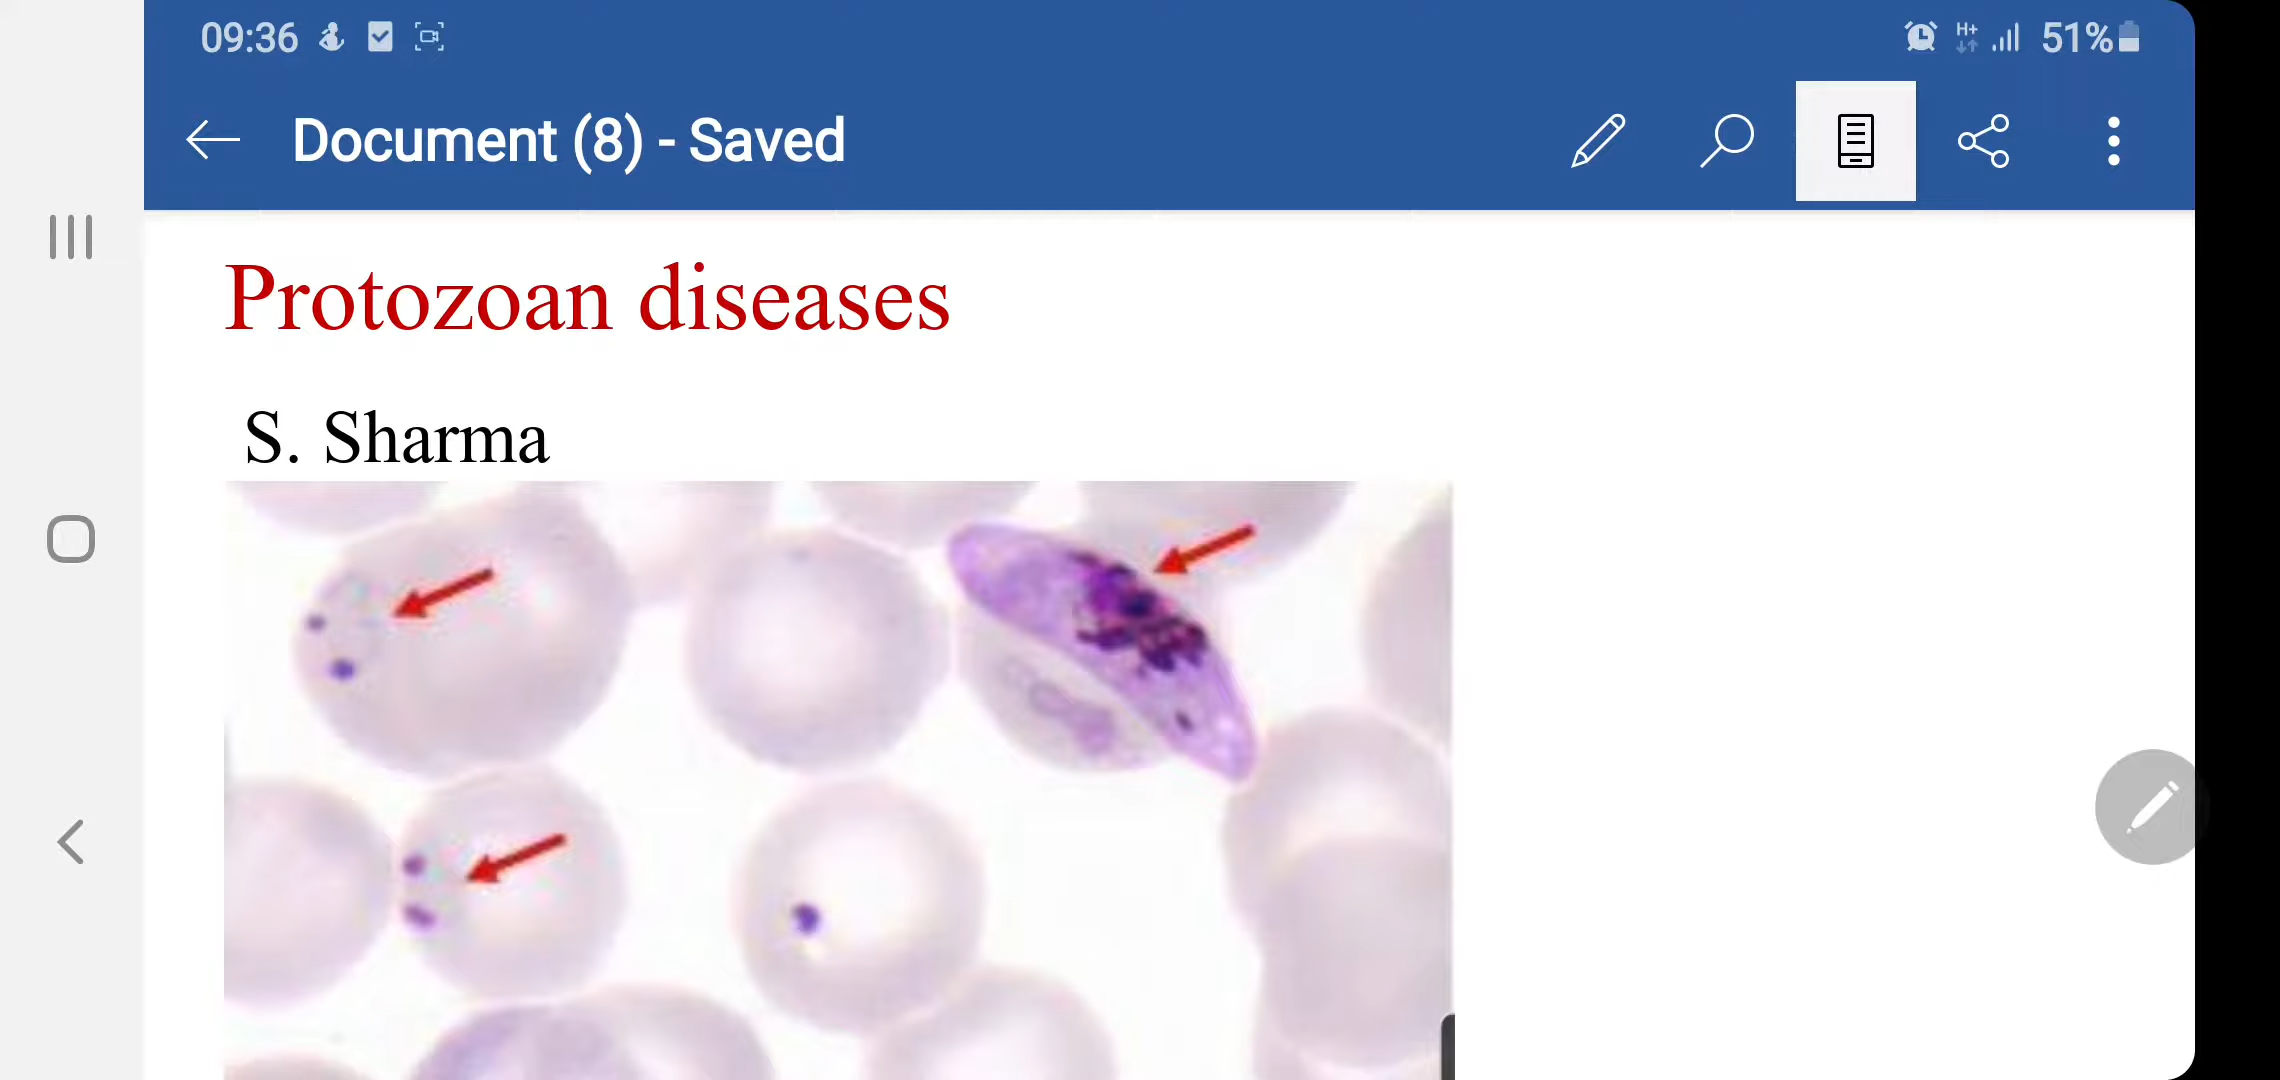 09:36
H+
51%
Document (8) - Saved
Protozoan diseases
S. Sharma